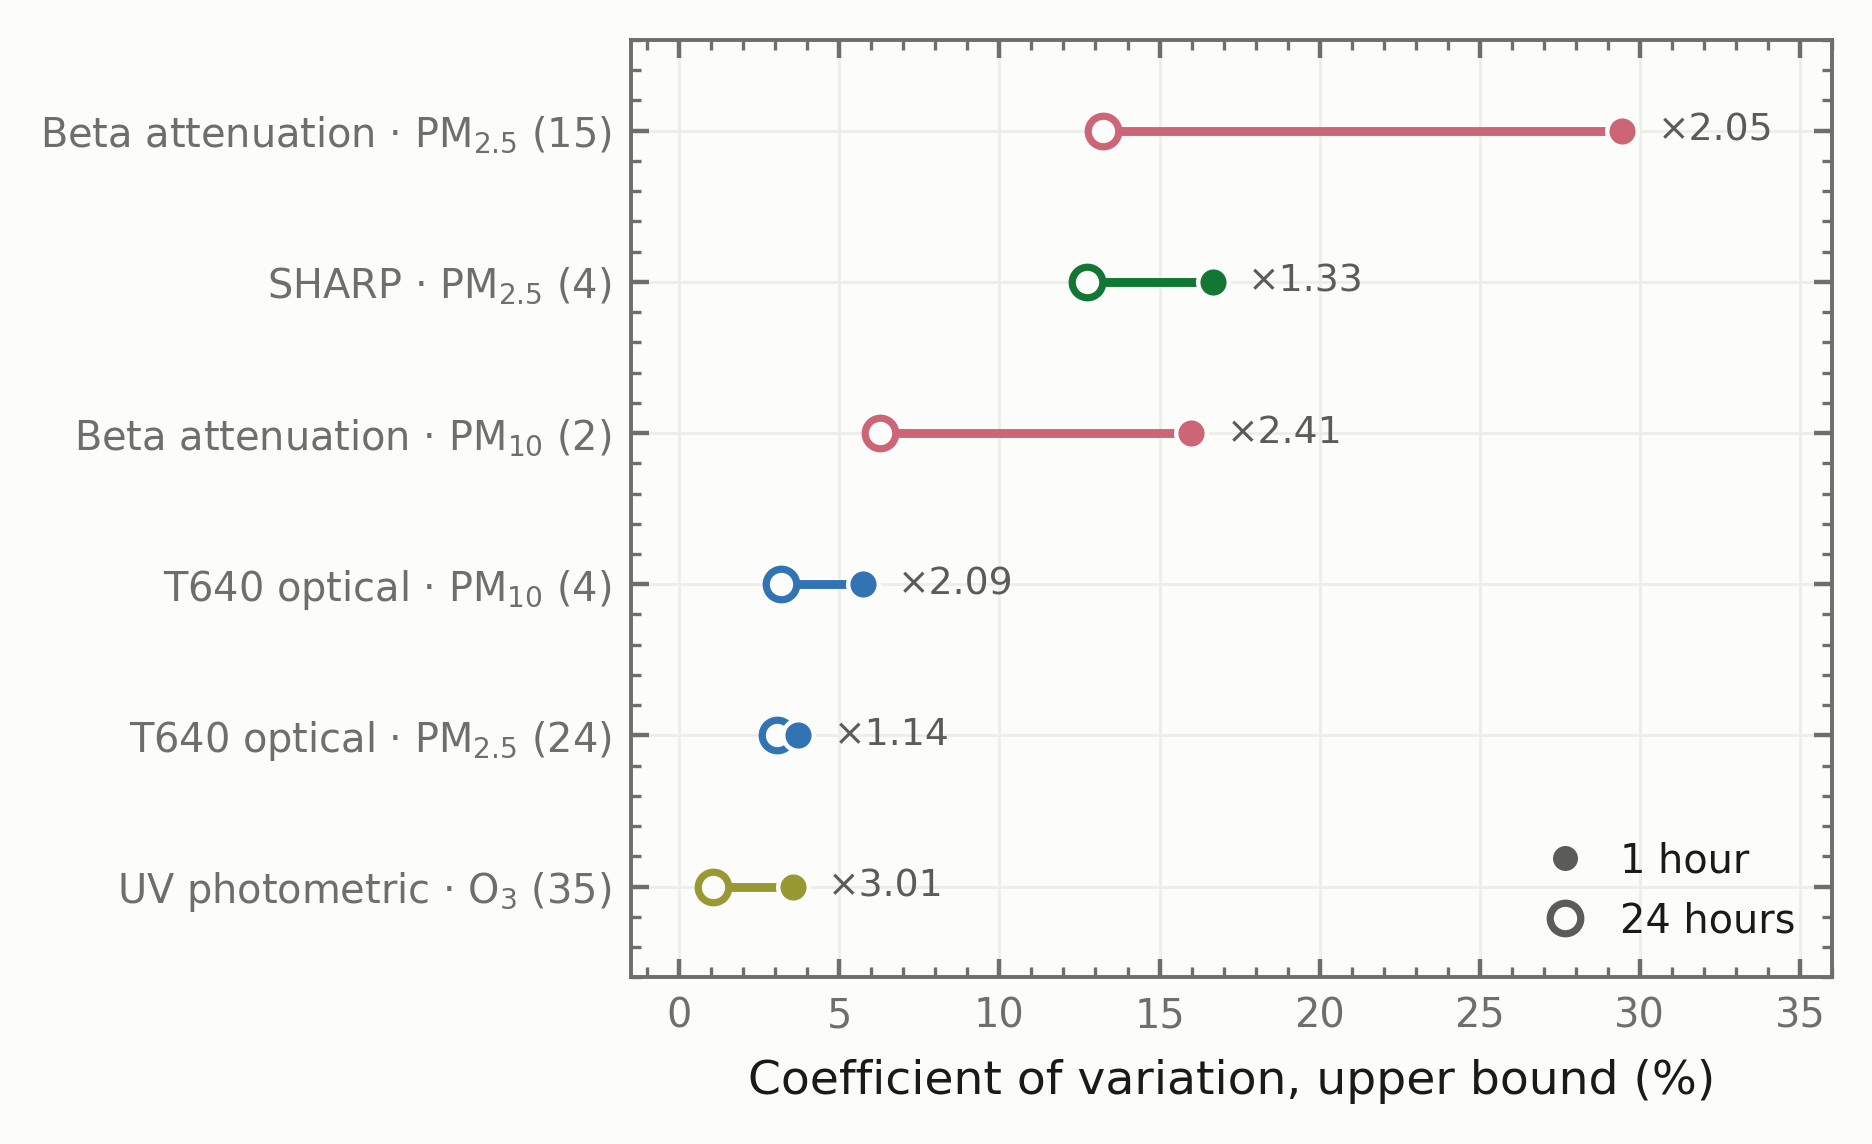 Beta attenuation · PM₂.₅ (15)
×2.05
SHARP · PM₂.₅ (4)
×1.33
Beta attenuation · PM₁₀ (2)
×2.41
T640 optical · PM₁₀ (4)
×2.09
T640 optical · PM₂.₅ (24)
×1.14
UV photometric · O₃ (35)
×3.01
1 hour
24 hours
0 5 10 15 20 25 30 35
Coefficient of variation, upper bound (%)